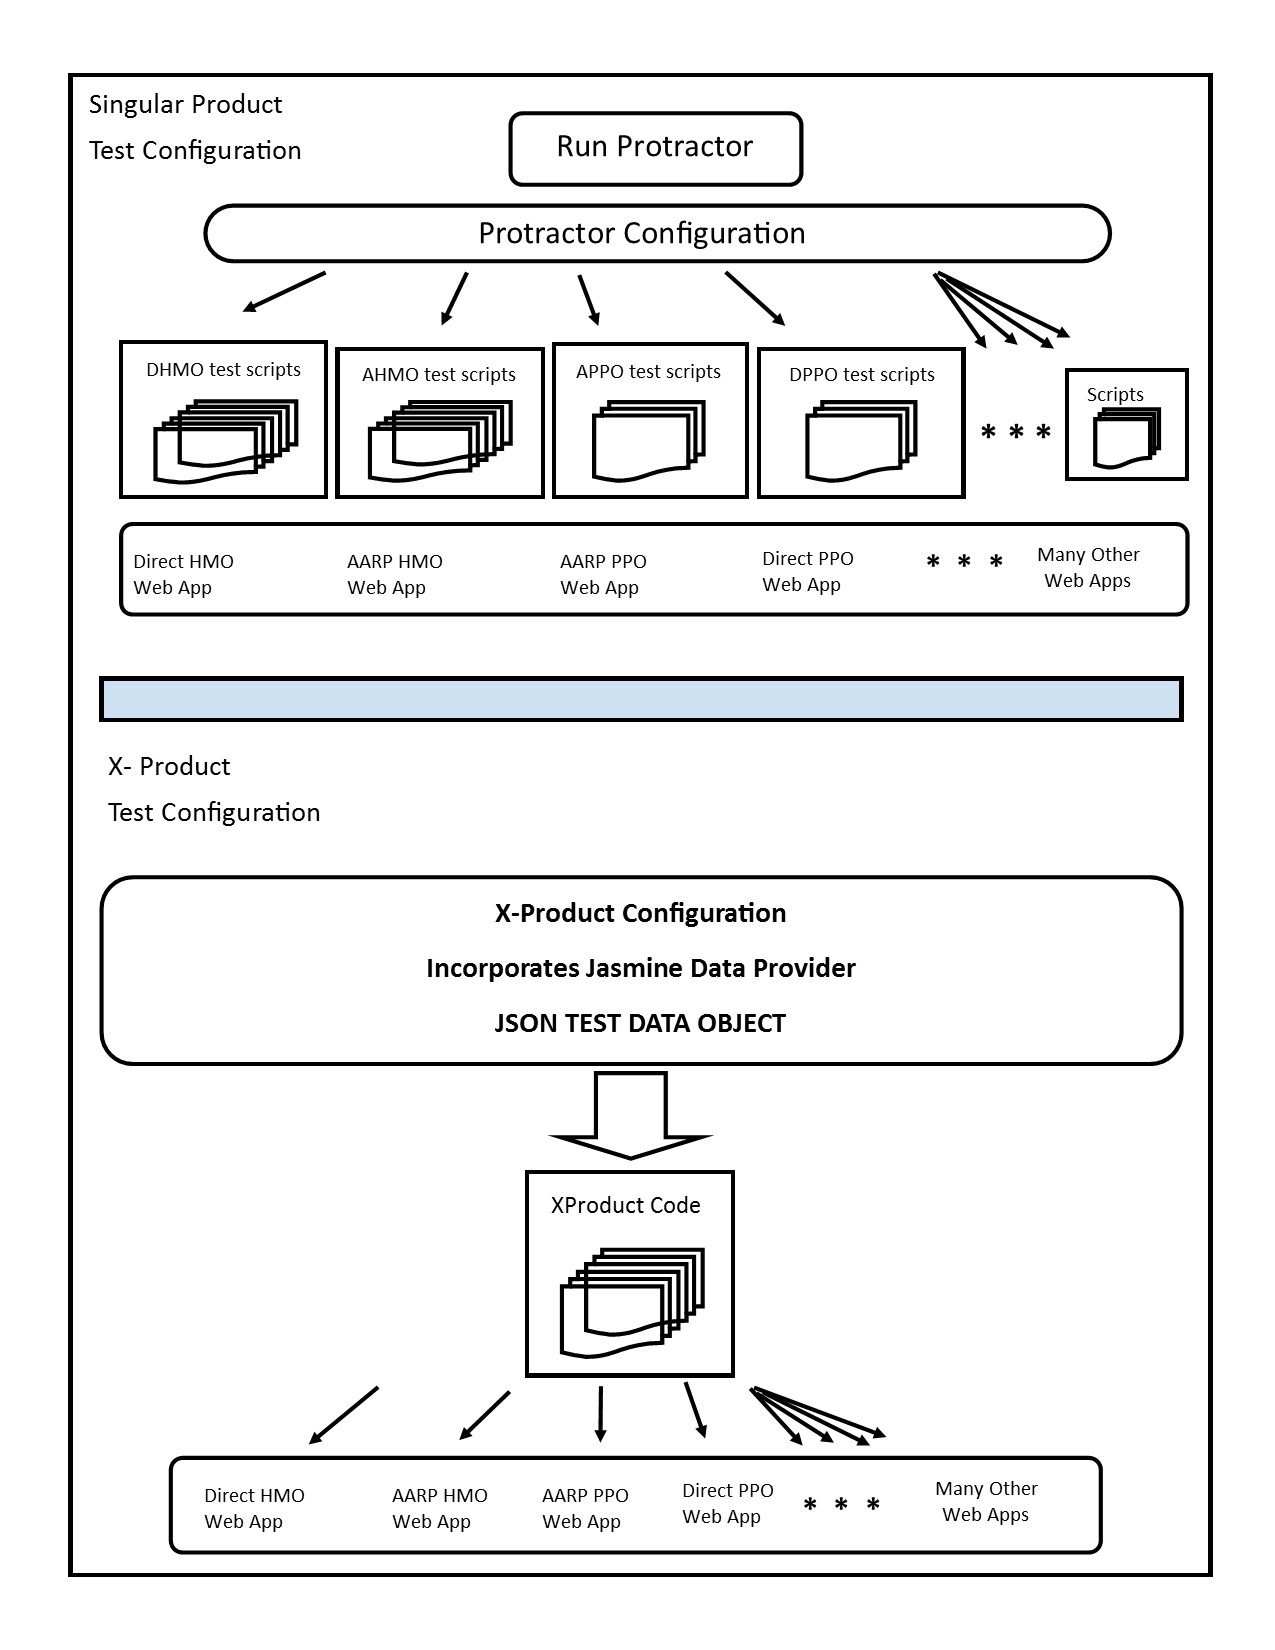 Singular Product
Test Configuration
Run Protractor
Protractor Configuration
DHMO test scripts
AHMO test scripts
APPO test scripts
DPPO test scripts
Scripts
* * *
Direct HMO
Web App
AARP HMO
Web App
AARP PPO
Web App
Direct PPO
Web App
* * *
Many Other
Web Apps
X- Product
Test Configuration
X-Product Configuration
Incorporates Jasmine Data Provider
JSON TEST DATA OBJECT
XProduct Code
Direct HMO
Web App
AARP HMO
Web App
AARP PPO
Web App
Direct PPO
Web App
* * *
Many Other
Web Apps